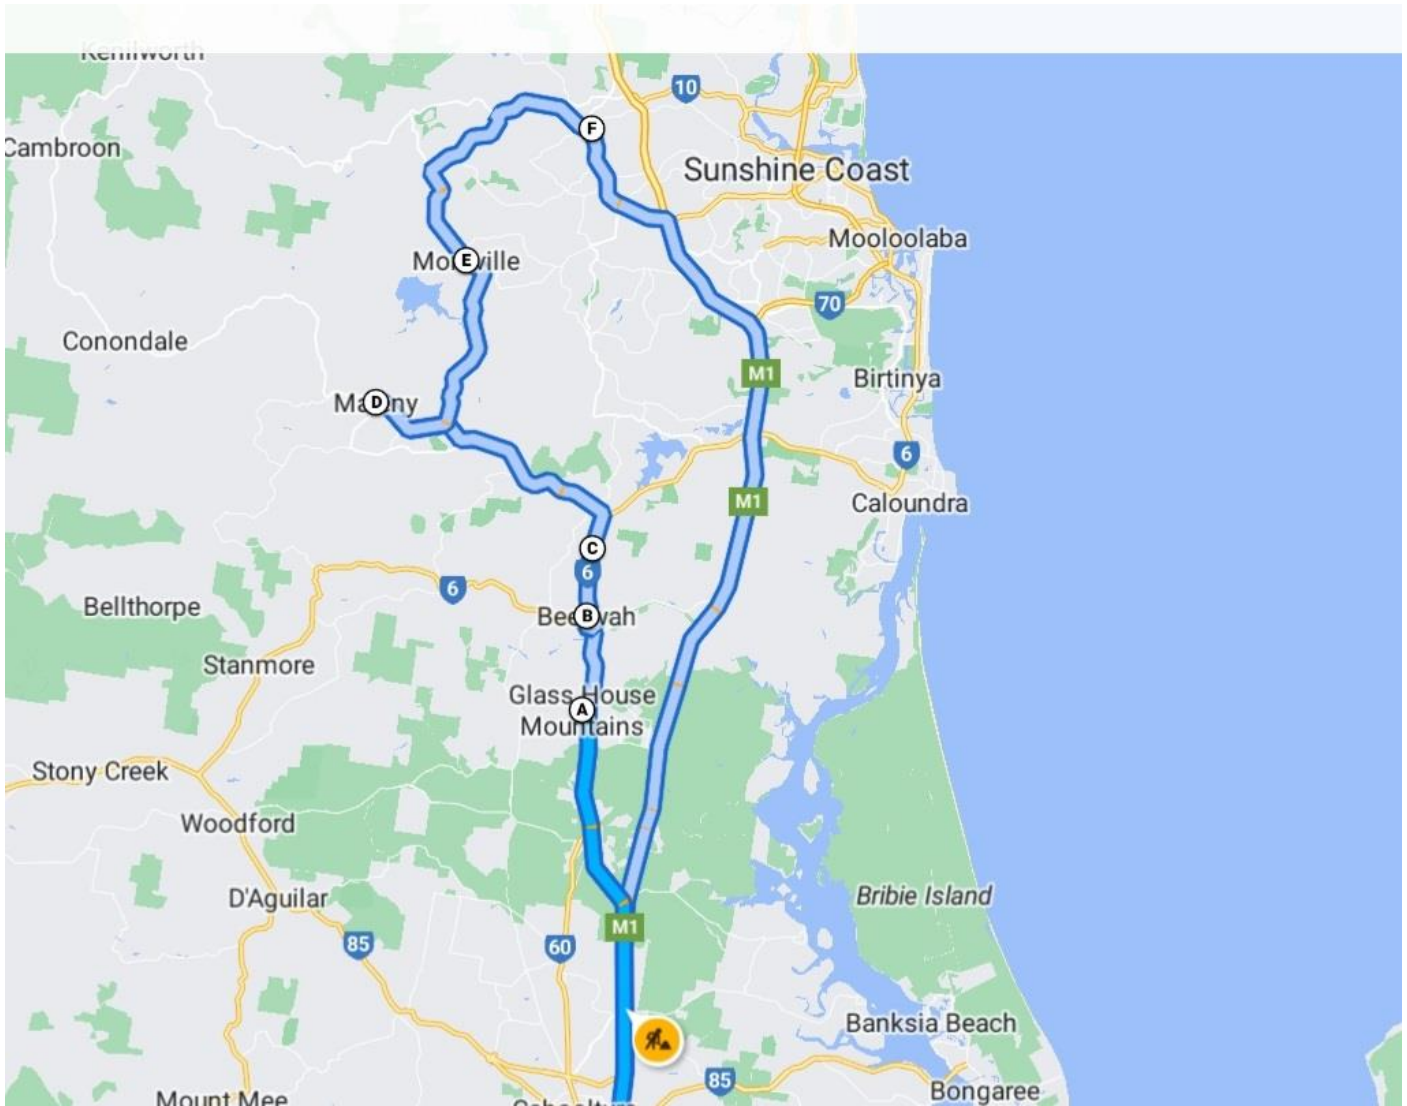 Kenilworth
10
F
Cambroon
Sunshine Coast
Mooloolaba
E
70
Conondale
M1
Birtinya
D
6
M1
Caloundra
C
6
6
Bellthorpe
B
Stanmore
Glass House
A
Mountains
Stony Creek
Woodford
D'Aguilar
Bribie Island
M1
85
60
Banksia Beach
85
Bongaree
Mount Mee